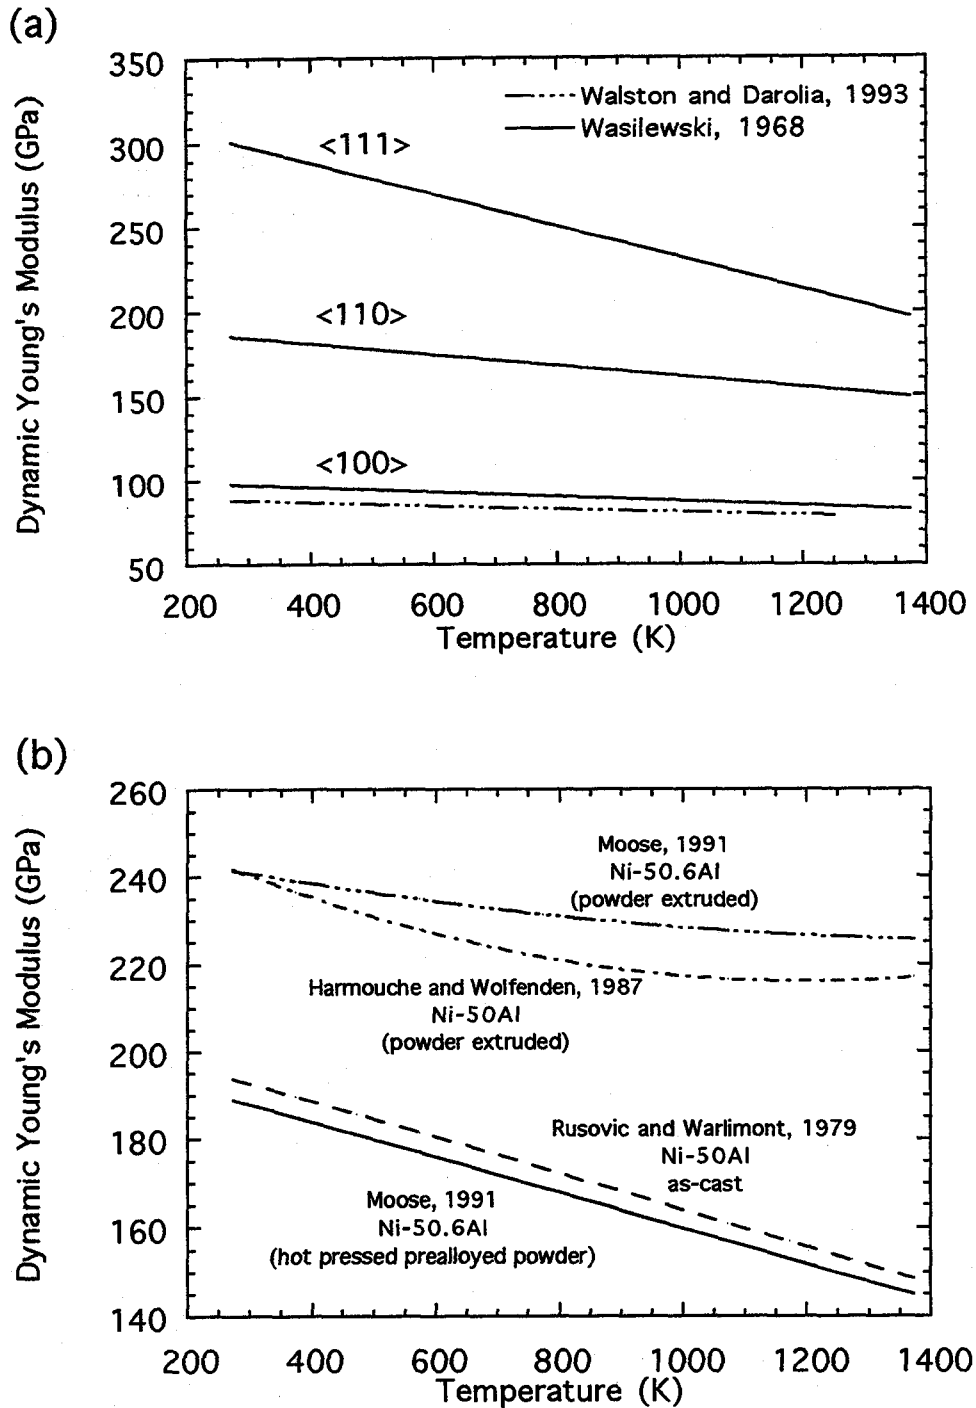 (a)
Dynamic Young's Modulus (GPa)
350
300
250
200
150
100
50
Walston and Darolia, 1993
Wasilewski, 1968
<111>
<110>
<100>
200 400 600 800 1000 1200 1400
Temperature (K)
(b)
Dynamic Young's Modulus (GPa)
260
240
220
200
180
160
140
Moose, 1991
Ni-50.6Al
(powder extruded)
Harmouche and Wolfenden, 1987
Ni-50Al
(powder extruded)
Rusovic and Warlimont, 1979
Ni-50Al
as-cast
Moose, 1991
Ni-50.6Al
(hot pressed prealloyed powder)
200 400 600 800 1000 1200 1400
Temperature (K)